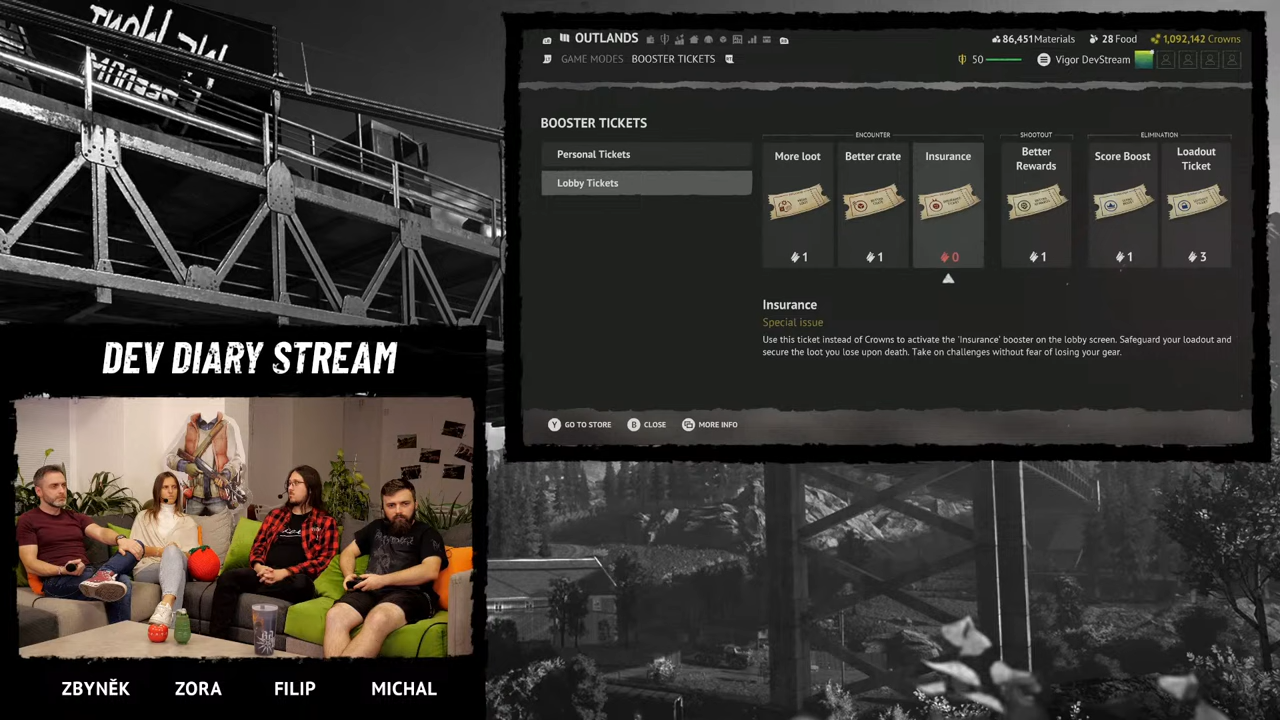 OUTLANDS
86,451 Materials
28 Food
1,092,142 Crowns
GAME MODES
BOOSTER TICKETS
50
Vigor DevStream
BOOSTER TICKETS
Personal Tickets
Lobby Tickets
ENCOUNTER
SHOOTOUT
ELIMINATION
More loot
Better crate
Insurance
Better
Rewards
Score Boost
Loadout
Ticket
1
1
0
1
1
3
Insurance
Special issue
Use this ticket instead of Crowns to activate the 'Insurance' booster on the lobby screen. Safeguard your loadout and
secure the loot you lose upon death. Take on challenges without fear of losing your gear.
Y GO TO STORE
B CLOSE
MORE INFO
DEV DIARY STREAM
ZBYNĚK
ZORA
FILIP
MICHAL